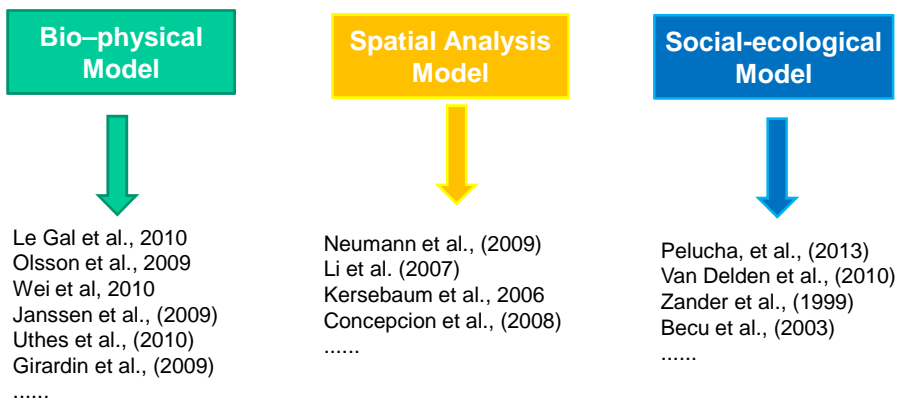 Bio–physical
Model
Le Gal et al., 2010
Olsson et al., 2009
Wei et al, 2010
Janssen et al., (2009)
Uthes et al., (2010)
Girardin et al., (2009)
......
Spatial Analysis
Model
Neumann et al., (2009)
Li et al. (2007)
Kersebaum et al., 2006
Concepcion et al., (2008)
......
Social-ecological
Model
Pelucha, et al., (2013)
Van Delden et al., (2010)
Zander et al., (1999)
Becu et al., (2003)
......